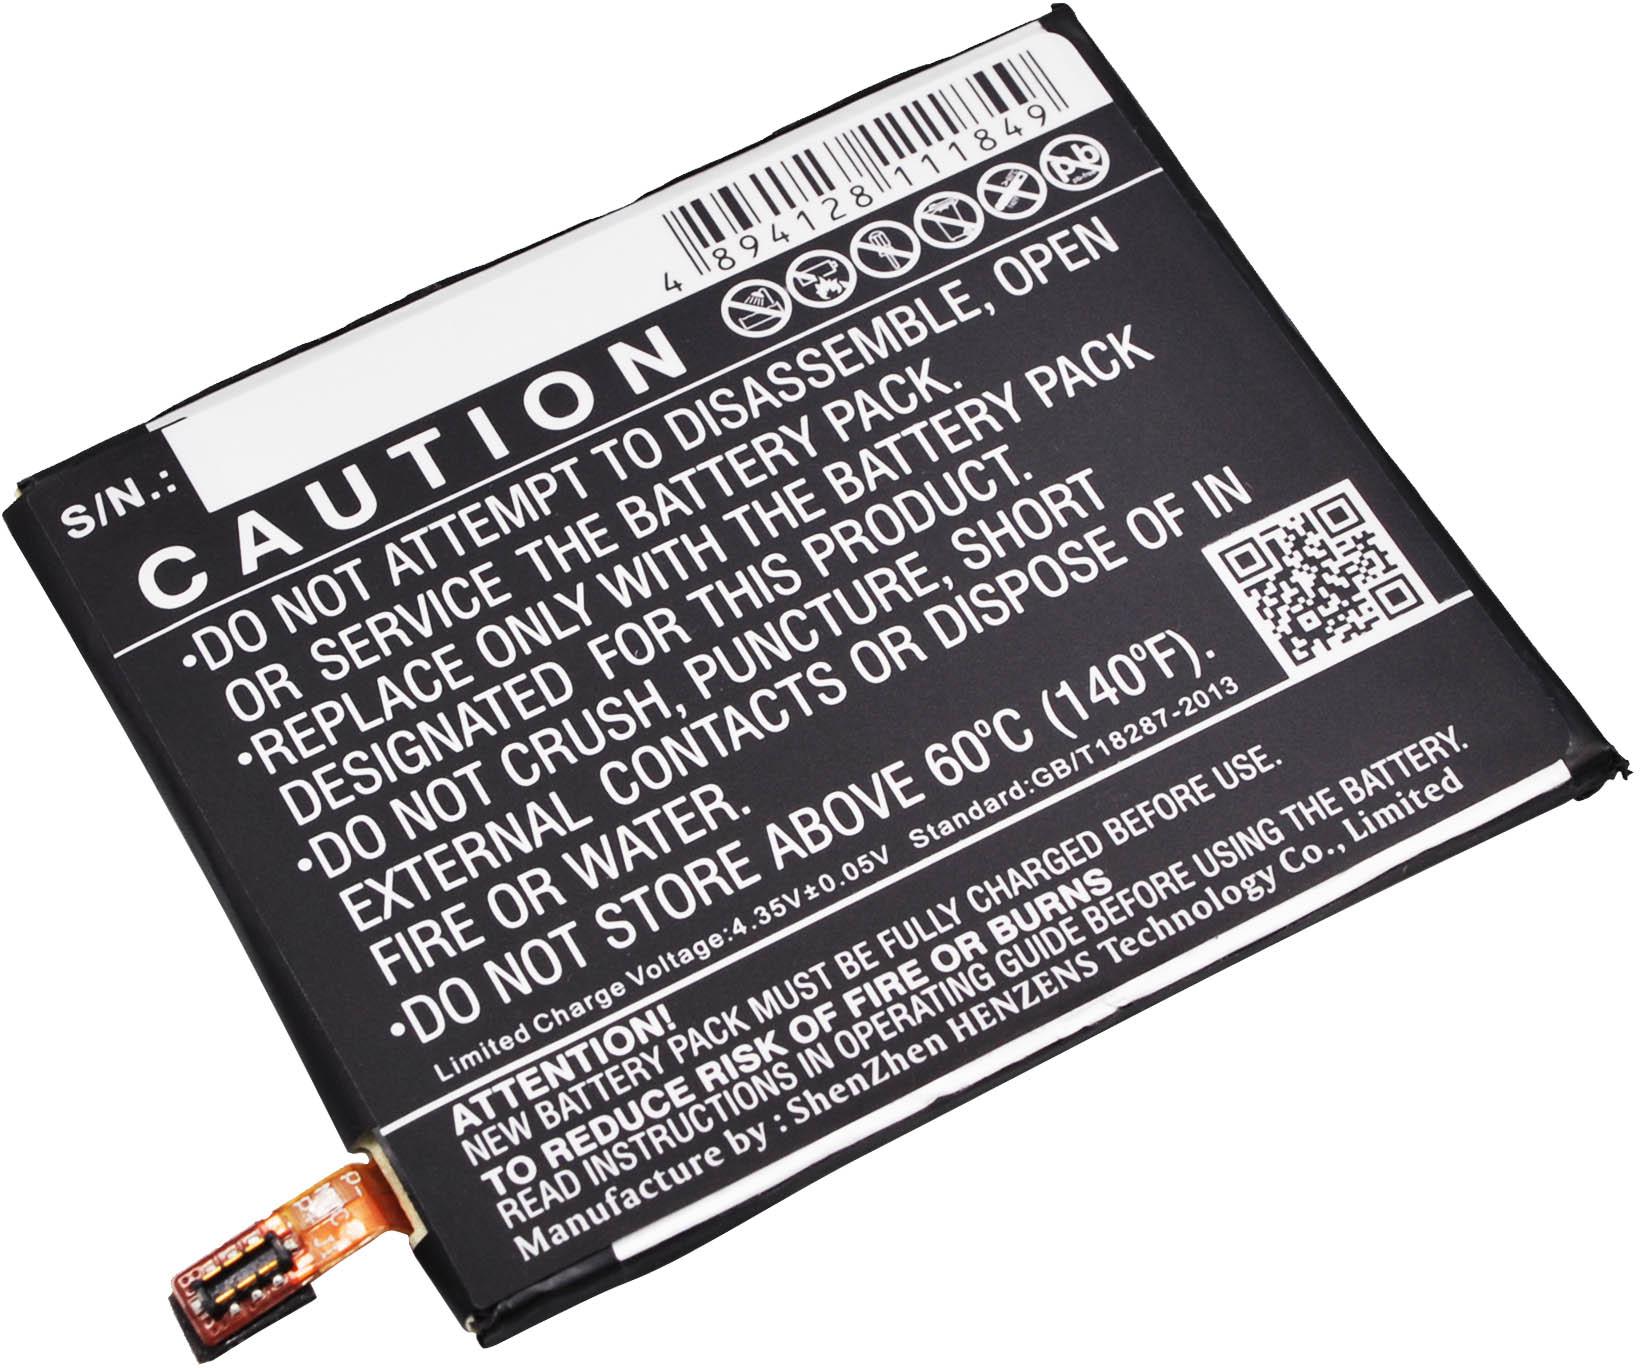 4 894128 111849
S/N.:
CAUTION
•DO NOT ATTEMPT TO DISASSEMBLE, OPEN
OR SERVICE THE BATTERY PACK.
•REPLACE ONLY WITH THE BATTERY PACK
DESIGNATED FOR THIS PRODUCT.
•DO NOT CRUSH, PUNCTURE, SHORT
EXTERNAL CONTACTS OR DISPOSE OF IN
FIRE OR WATER.
•DO NOT STORE ABOVE 60°C (140°F).
Limited Charge Voltage:4.35V±0.05V Standard:GB/T18287-2013
ATTENTION!
NEW BATTERY PACK MUST BE FULLY CHARGED BEFORE USE.
TO REDUCE RISK OF FIRE OR BURNS
READ INSTRUCTIONS IN OPERATING GUIDE BEFORE USING THE BATTERY.
Manufacture by : ShenZhen HENZENS Technology Co., Limited
Pb
P-
J1